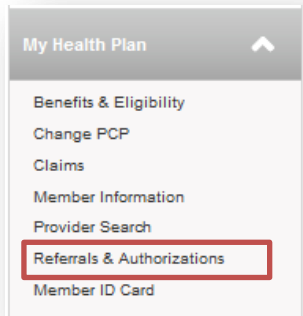 My Health Plan
Benefits & Eligibility
Change PCP
Claims
Member Information
Provider Search
Referrals & Authorizations
Member ID Card